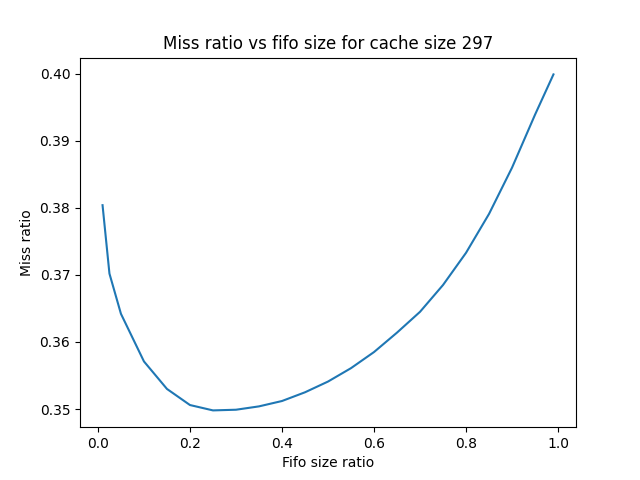 Miss ratio vs fifo size for cache size 297
0.40
0.39
0.38
0.37
0.36
0.35
Miss ratio
0.0 0.2 0.4 0.6 0.8 1.0
Fifo size ratio